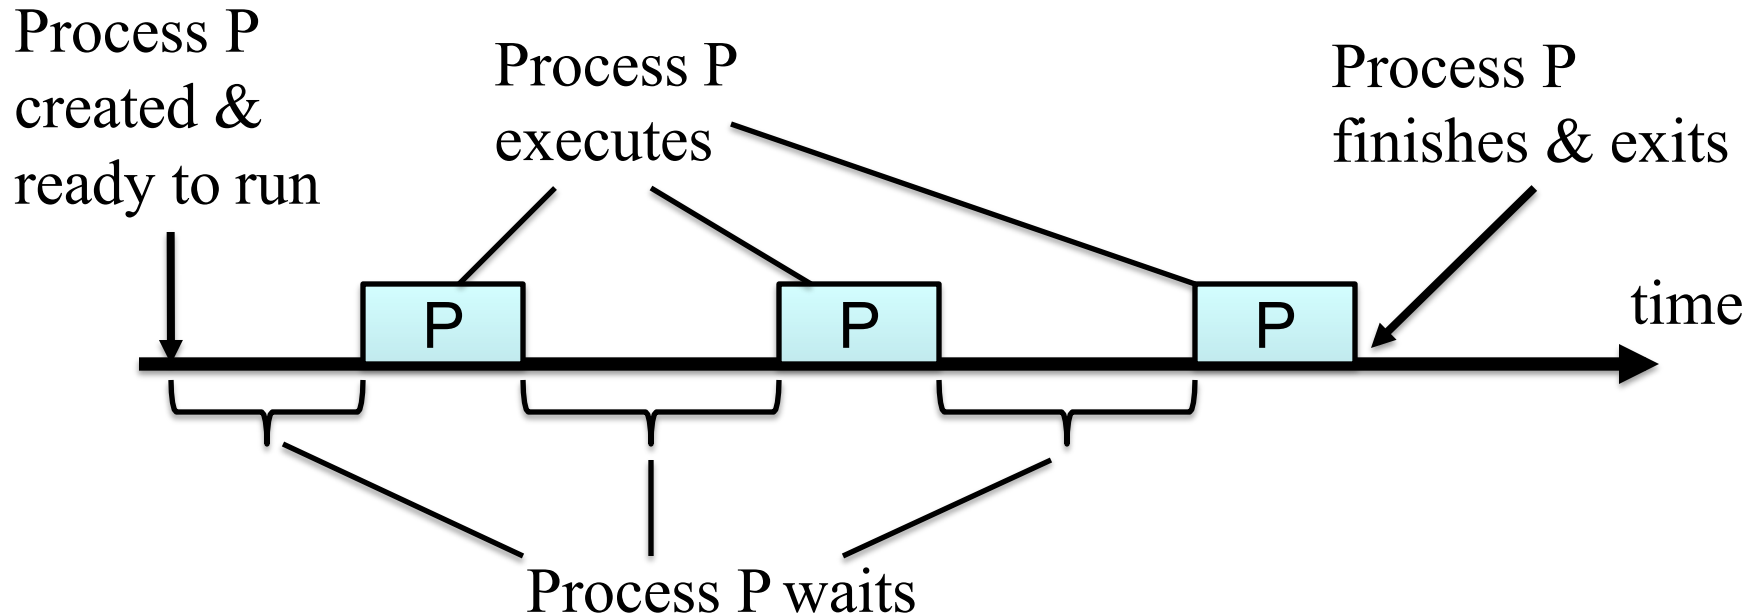 Process P
created &
ready to run
Process P
executes
Process P
finishes & exits
time
P
P
P
Process P waits